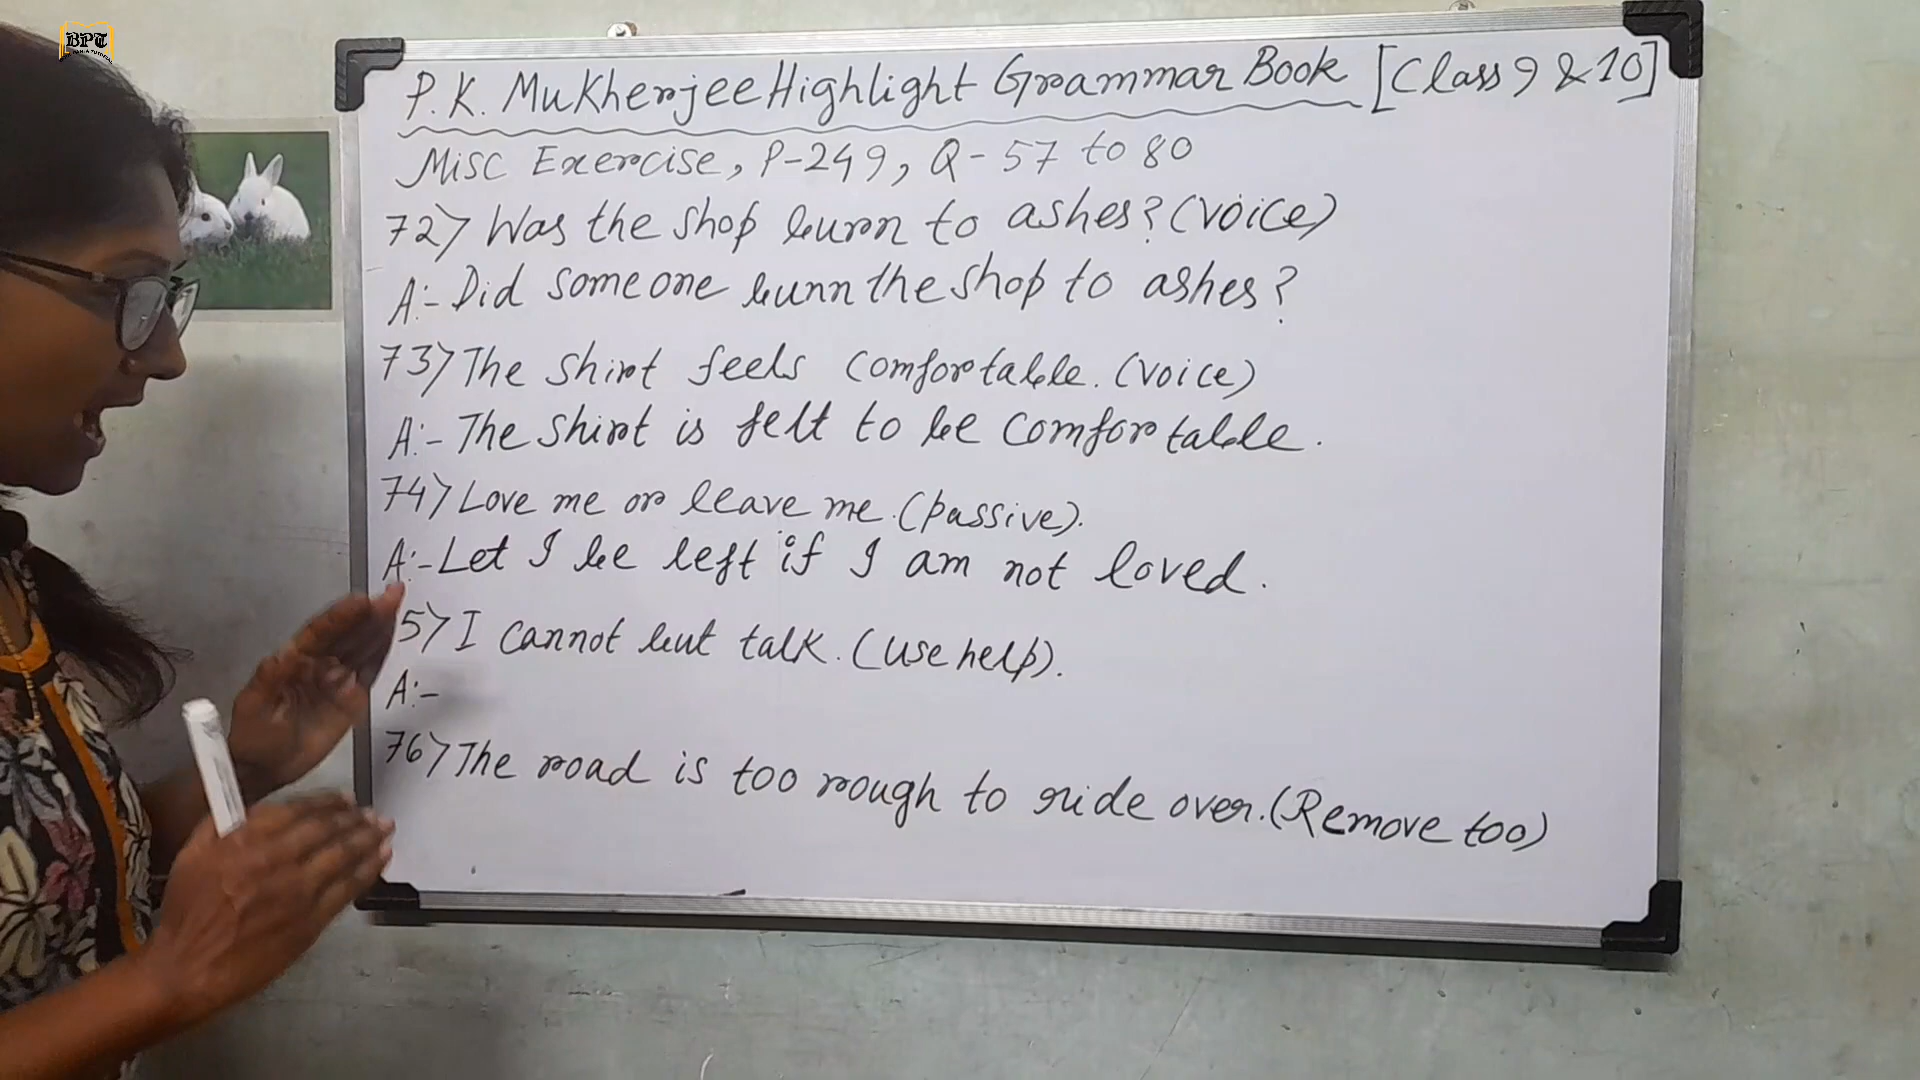 BPT
P.K. Mukherjee Highlight Grammar Book [Class 9 & 10]
Misc Exercise, P-249, Q-57 to 80
72) Was the shop burn to ashes? (voice)
A:- Did someone burn the shop to ashes?
73) The shirt feels comfortable. (voice)
A:- The shirt is felt to be comfortable.
74) Love me or leave me. (passive).
A:- Let I be left if I am not loved.
5) I cannot but talk. (use help).
A:-
76) The road is too rough to ride over. (Remove too)